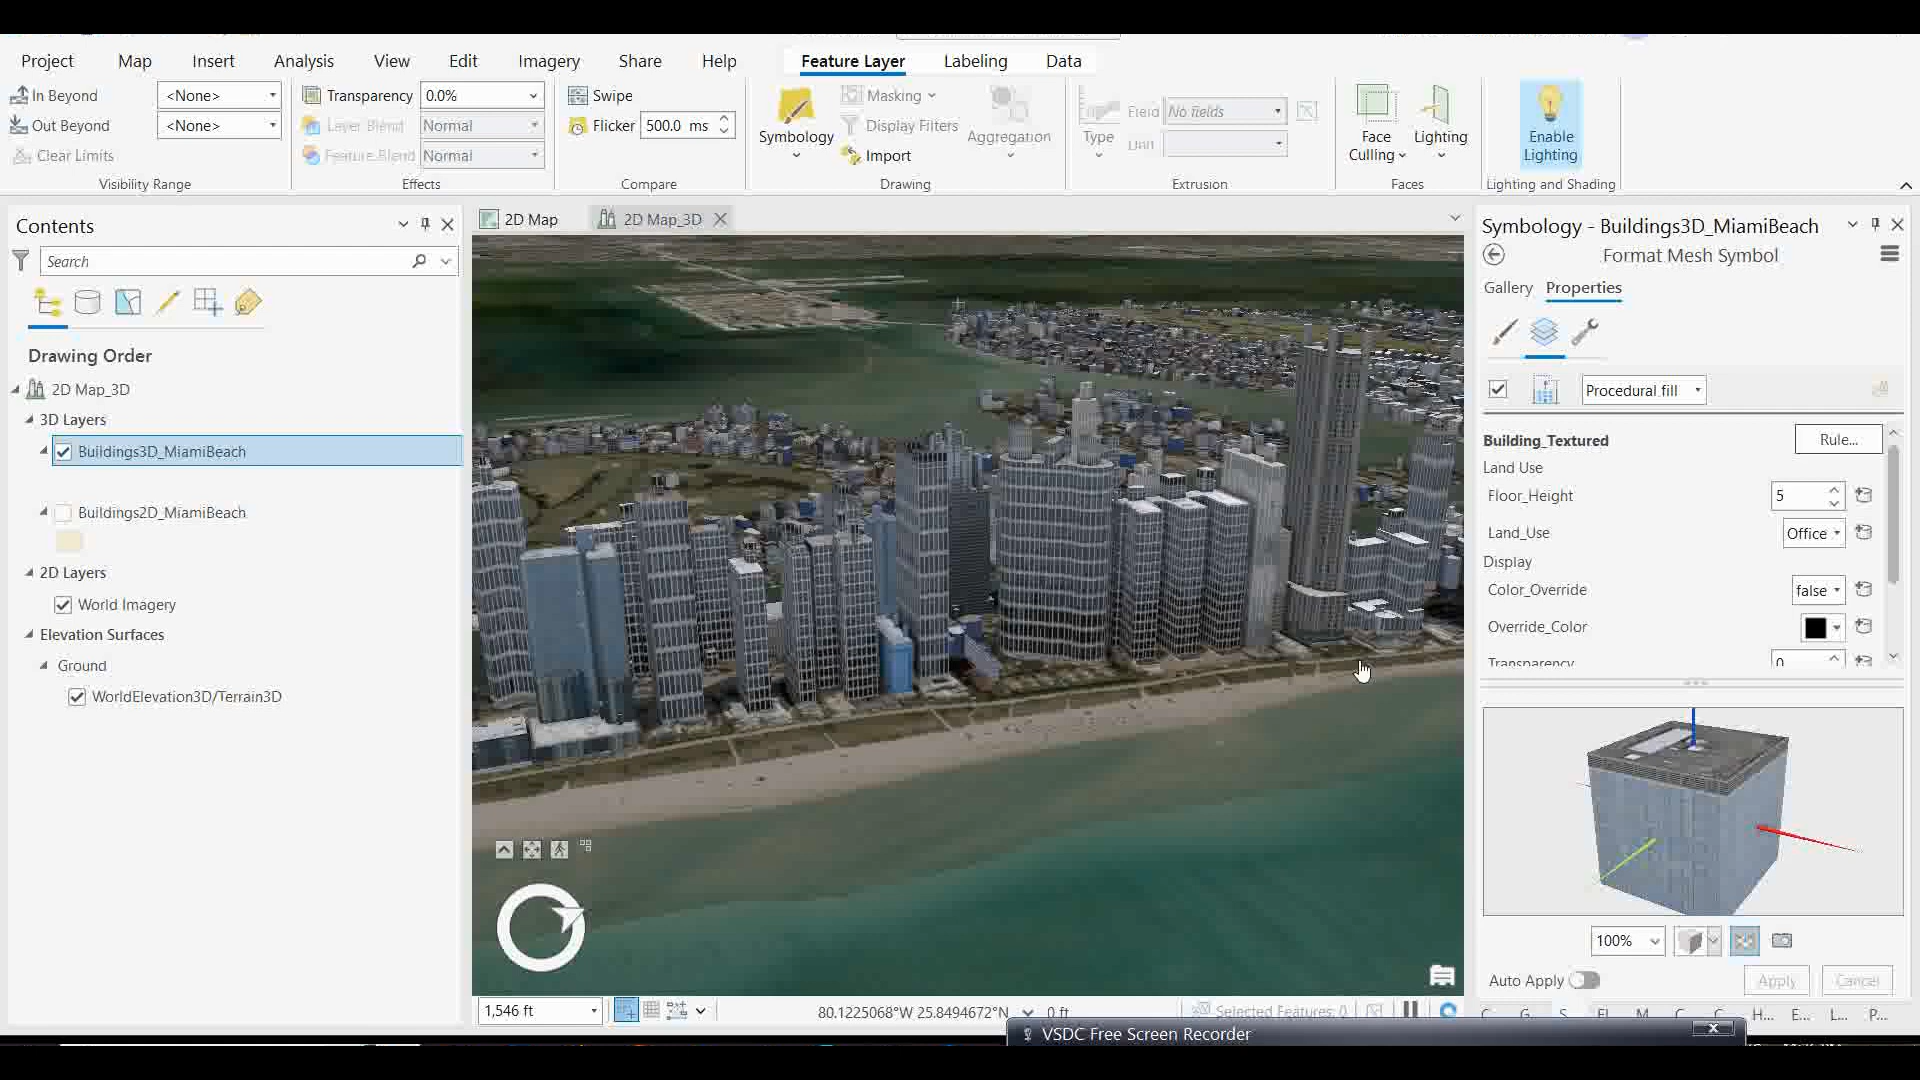 Project Map Insert Analysis View Edit Imagery Share Help Feature Layer Labeling Data
In Beyond <None>
Out Beyond <None>
Clear Limits
Visibility Range
Transparency 0.0%
Layer Blend Normal
Feature Blend Normal
Effects
Swipe
Flicker 500.0 ms
Compare
Symbology
Masking
Display Filters
Import
Aggregation
Drawing
Type
Field No fields
Unit
Extrusion
Face Culling
Lighting
Faces
Enable Lighting
Lighting and Shading
Contents
Search
Drawing Order
2D Map_3D
3D Layers
Buildings3D_MiamiBeach
Buildings2D_MiamiBeach
2D Layers
World Imagery
Elevation Surfaces
Ground
WorldElevation3D/Terrain3D
2D Map 2D Map_3D
1,546 ft
80.1225068°W 25.8494672°N 0 ft
Selected Features: 0
Symbology - Buildings3D_MiamiBeach
Format Mesh Symbol
Gallery Properties
Procedural fill
Building_Textured Rule...
Land Use
Floor_Height 5
Land_Use Office
Display
Color_Override false
Override_Color
Transparency 0
100%
Auto Apply Apply Cancel
C... G... S... El... M... C... C... H... E... L... P...
VSDC Free Screen Recorder